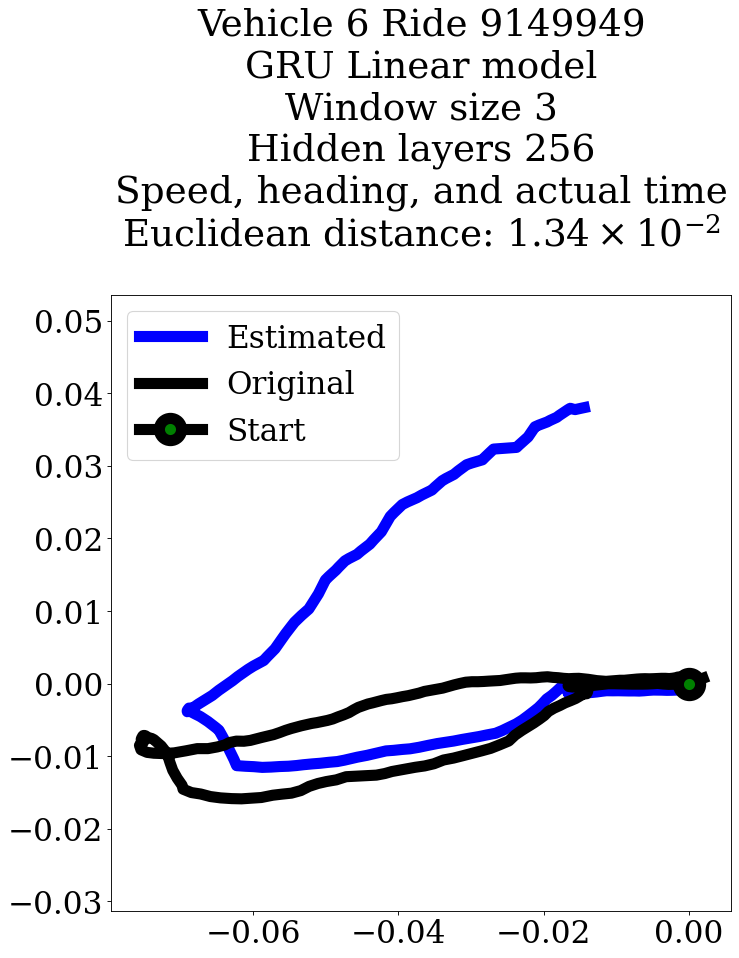 Vehicle 6 Ride 9149949
GRU Linear model
Window size 3
Hidden layers 256
Speed, heading, and actual time
Euclidean distance: 1.34 × 10⁻²
Estimated
Original
Start
0.05
0.04
0.03
0.02
0.01
0.00
−0.01
−0.02
−0.03
−0.06 −0.04 −0.02 0.00